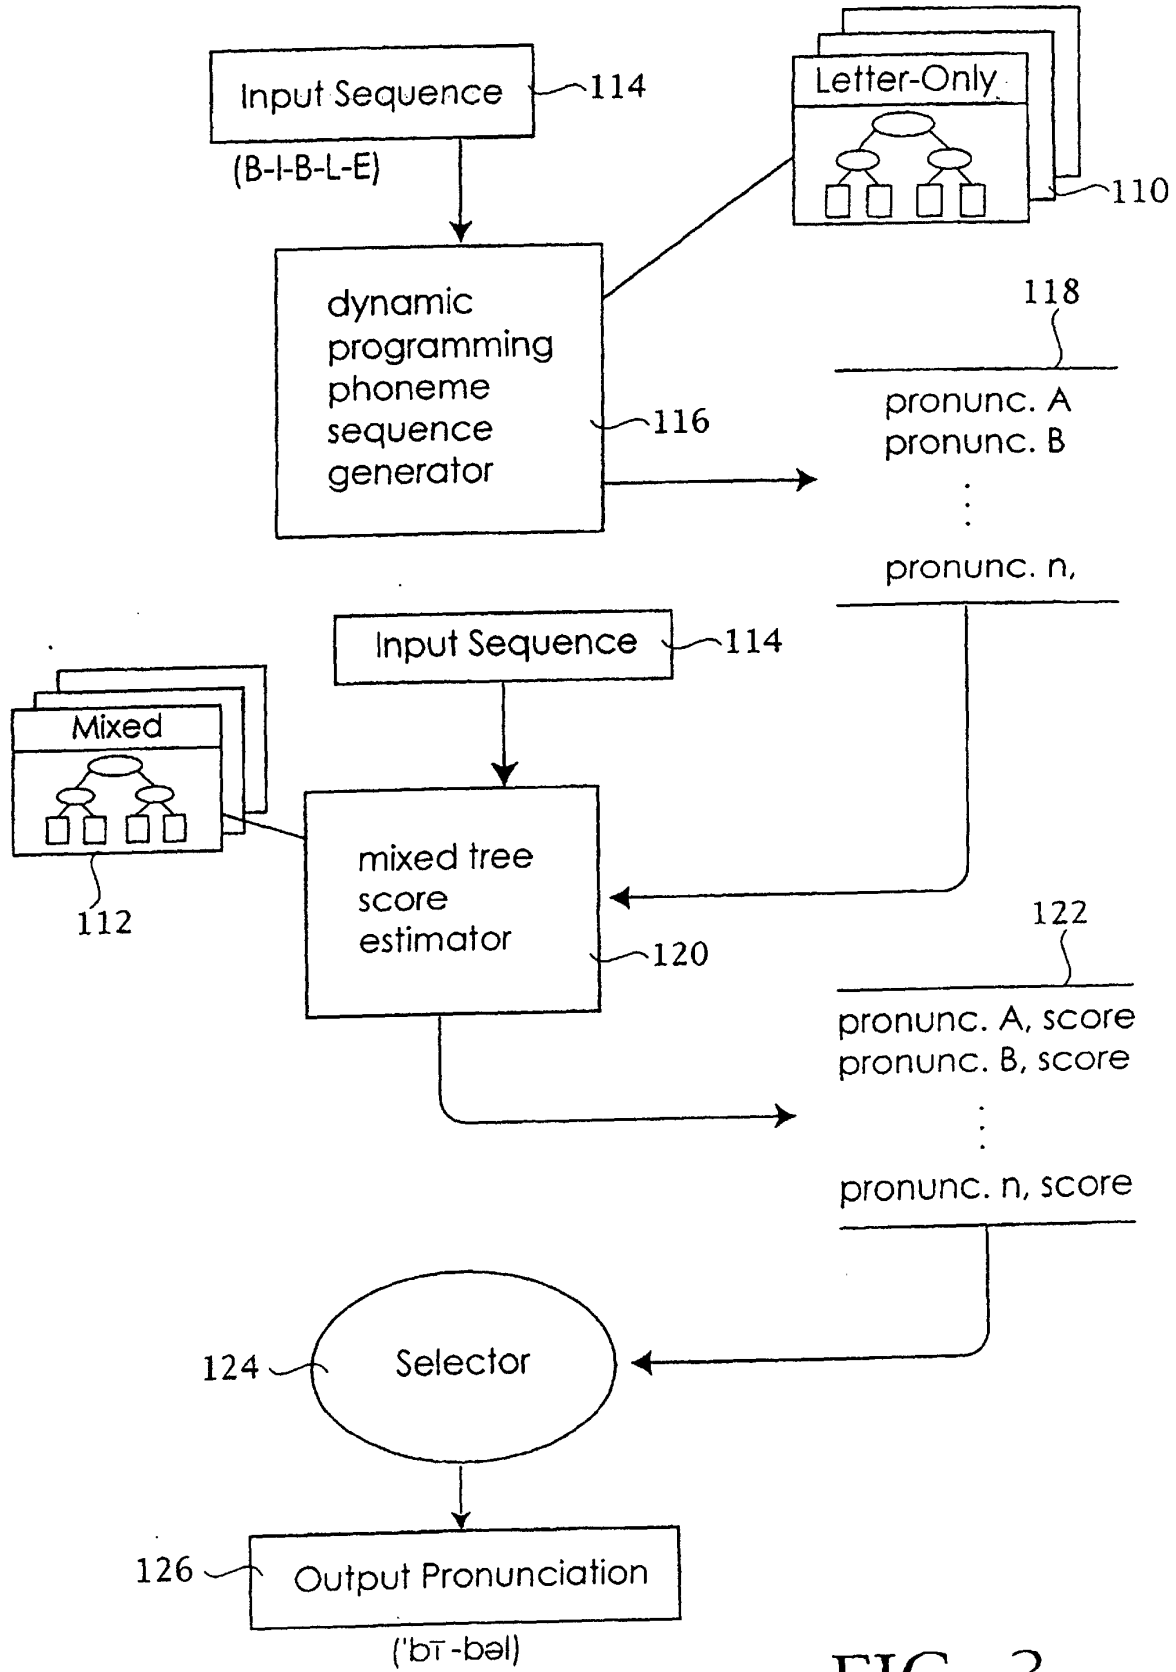 Input Sequence
114
(B-I-B-L-E)
Letter-Only
110
dynamic
programming
phoneme
sequence
generator
116
118
pronunc. A
pronunc. B
pronunc. n,
Input Sequence
114
Mixed
112
mixed tree
score
estimator
120
122
pronunc. A, score
pronunc. B, score
pronunc. n, score
124
Selector
126
Output Pronunciation
('bī-bəl)